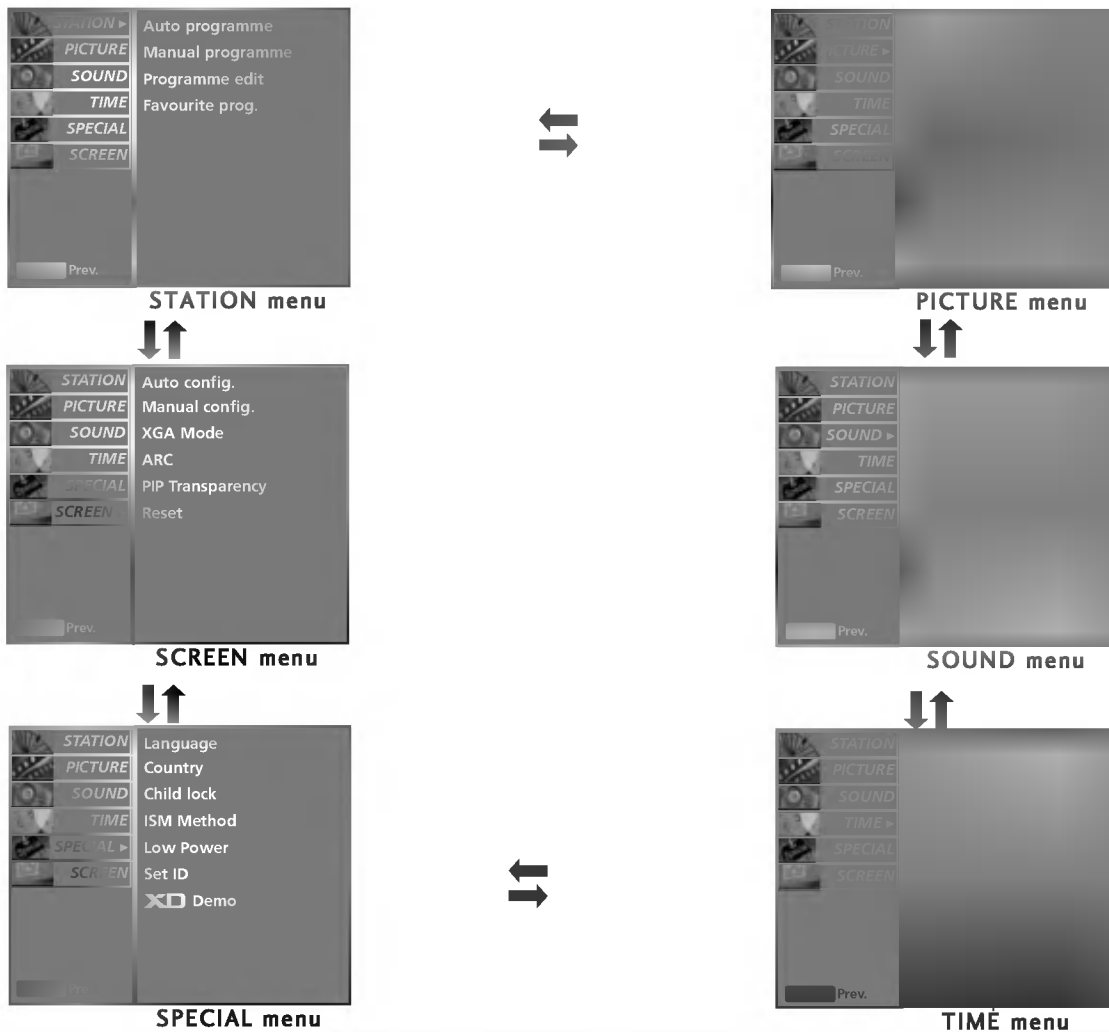 STATION ▸
PICTURE
SOUND
TIME
SPECIAL
SCREEN
Auto programme
Manual programme
Programme edit
Favourite prog.
Prev.
STATION menu
STATION
PICTURE ▸
SOUND
TIME
SPECIAL
SCREEN
Prev.
PICTURE menu
STATION
PICTURE
SOUND
TIME
SPECIAL
SCREEN
Auto config.
Manual config.
XGA Mode
ARC
PIP Transparency
Reset
Prev.
SCREEN menu
STATION
PICTURE
SOUND ▸
TIME
SPECIAL
SCREEN
Prev.
SOUND menu
STATION
PICTURE
SOUND
TIME
SPECIAL ▸
SCREEN
Language
Country
Child lock
ISM Method
Low Power
Set ID
XD Demo
Prev.
SPECIAL menu
STATION
PICTURE
SOUND
TIME ▸
SPECIAL
SCREEN
Prev.
TIME menu